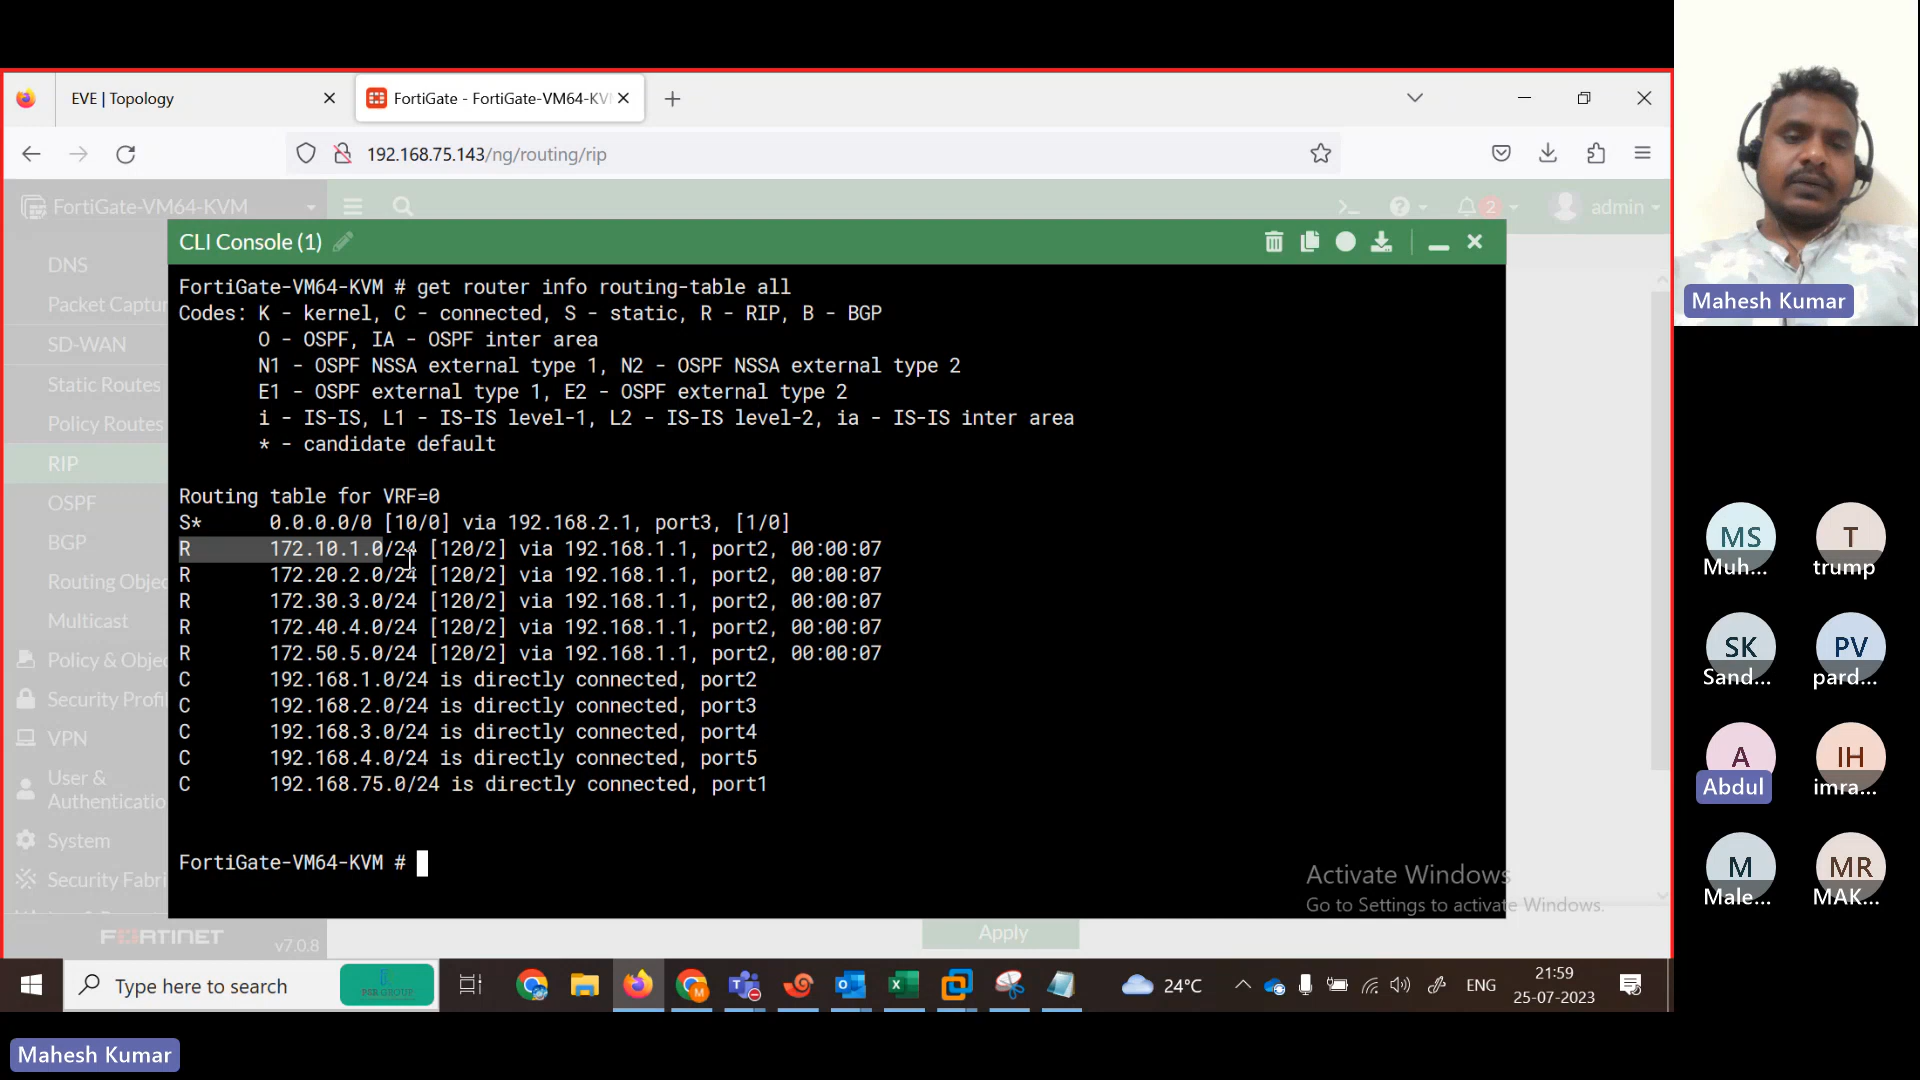 EVE | Topology
FortiGate - FortiGate-VM64-KV
192.168.75.143/ng/routing/rip
FortiGate-VM64-KVM
2
admin
CLI Console (1)
DNS
Packet Captur
SD-WAN
Static Routes
Policy Routes
RIP
OSPF
BGP
Routing Objec
Multicast
Policy & Objec
Security Profil
VPN
User &
Authenticatio
System
Security Fabri
FortiGate-VM64-KVM # get router info routing-table all
Codes: K - kernel, C - connected, S - static, R - RIP, B - BGP
O - OSPF, IA - OSPF inter area
N1 - OSPF NSSA external type 1, N2 - OSPF NSSA external type 2
E1 - OSPF external type 1, E2 - OSPF external type 2
i - IS-IS, L1 - IS-IS level-1, L2 - IS-IS level-2, ia - IS-IS inter area
* - candidate default
Routing table for VRF=0
S* 0.0.0.0/0 [10/0] via 192.168.2.1, port3, [1/0]
R 172.10.1.0/24 [120/2] via 192.168.1.1, port2, 00:00:07
R 172.20.2.0/24 [120/2] via 192.168.1.1, port2, 00:00:07
R 172.30.3.0/24 [120/2] via 192.168.1.1, port2, 00:00:07
R 172.40.4.0/24 [120/2] via 192.168.1.1, port2, 00:00:07
R 172.50.5.0/24 [120/2] via 192.168.1.1, port2, 00:00:07
C 192.168.1.0/24 is directly connected, port2
C 192.168.2.0/24 is directly connected, port3
C 192.168.3.0/24 is directly connected, port4
C 192.168.4.0/24 is directly connected, port5
C 192.168.75.0/24 is directly connected, port1
FortiGate-VM64-KVM #
Activate Windows
Go to Settings to activate Windows.
FORTINET v7.0.8
Apply
Type here to search
24°C
ENG
21:59
25-07-2023
Mahesh Kumar
MS
Muh...
T
trump
SK
Sand...
PV
pard...
A
Abdul
IH
imra...
M
Male...
MR
MAK...
Mahesh Kumar